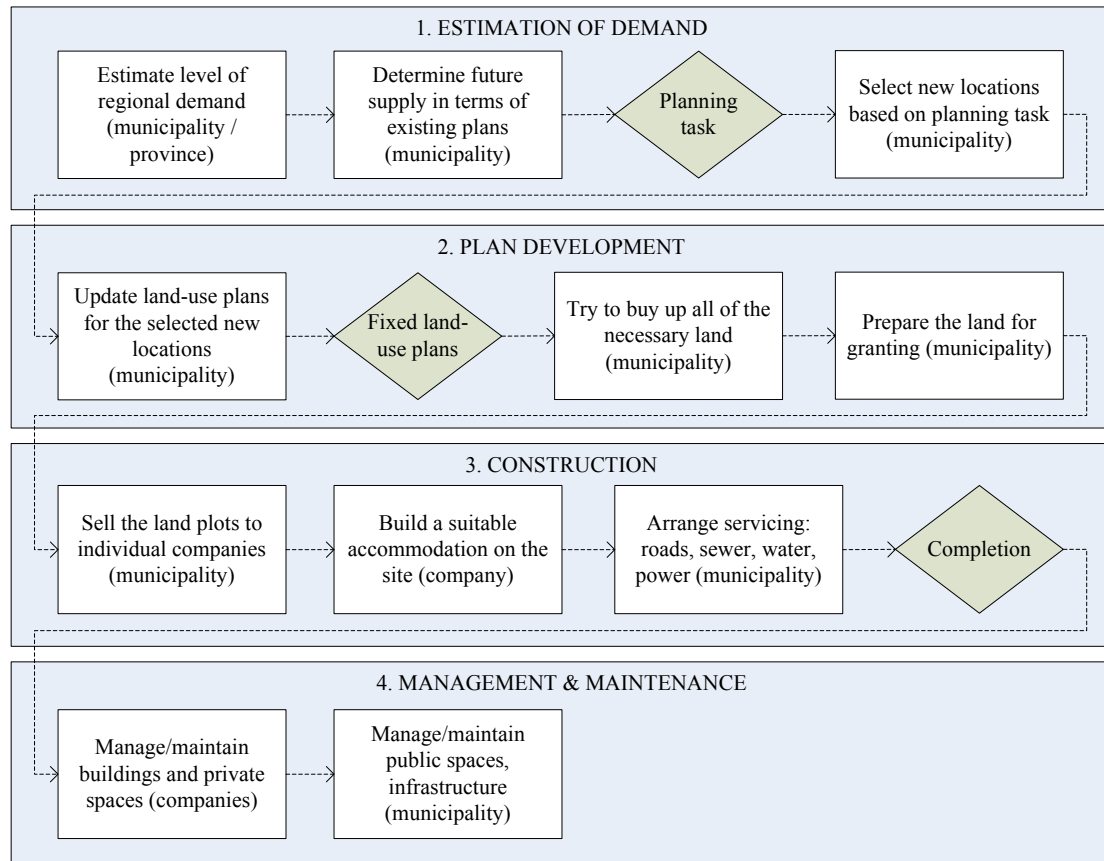 1. ESTIMATION OF DEMAND
Estimate level of
regional demand
(municipality /
province)
Determine future
supply in terms of
existing plans
(municipality)
Planning
task
Select new locations
based on planning task
(municipality)
2. PLAN DEVELOPMENT
Update land-use plans
for the selected new
locations
(municipality)
Fixed land-
use plans
Try to buy up all of the
necessary land
(municipality)
Prepare the land for
granting (municipality)
3. CONSTRUCTION
Sell the land plots to
individual companies
(municipality)
Build a suitable
accommodation on the
site (company)
Arrange servicing:
roads, sewer, water,
power (municipality)
Completion
4. MANAGEMENT & MAINTENANCE
Manage/maintain
buildings and private
spaces (companies)
Manage/maintain
public spaces,
infrastructure
(municipality)